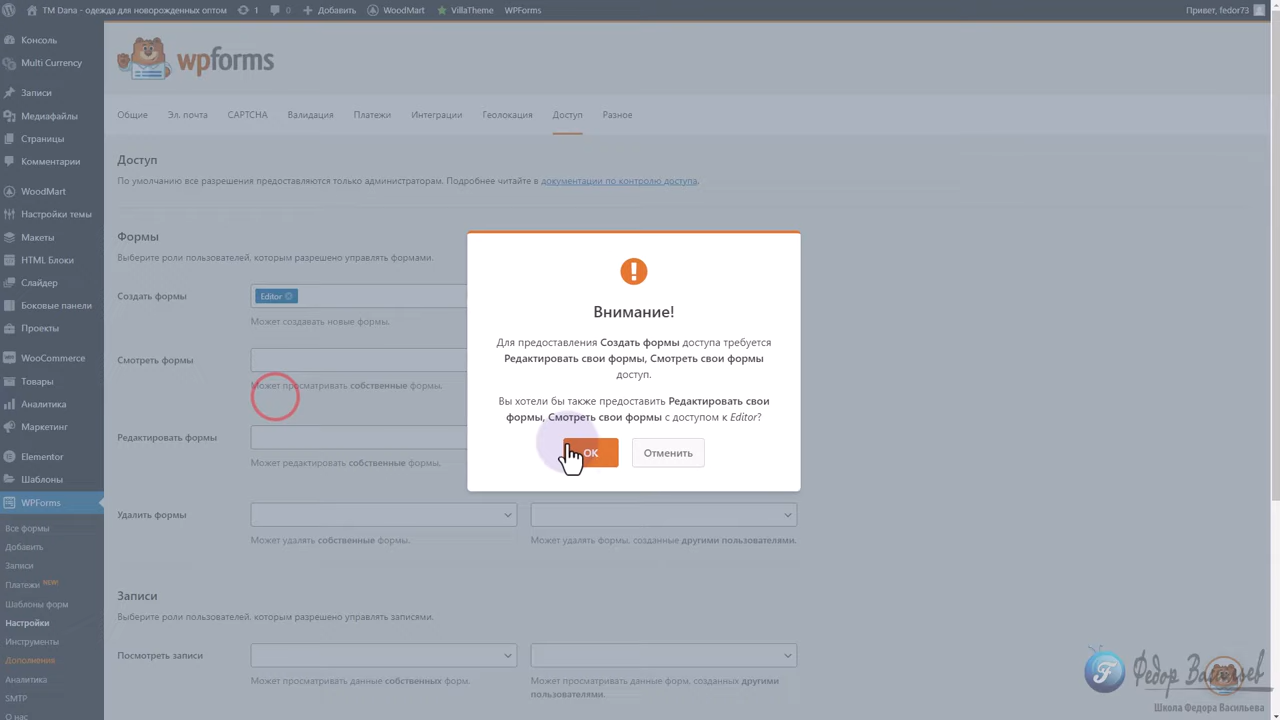 TM Dana - одежда для новорожденных оптом
1
0
Добавить
WoodMart
VillaTheme
WPForms
Привет, fedor73
Консоль
Multi Currency
Записи
Медиафайлы
Страницы
Комментарии
WoodMart
Настройки темы
Макеты
HTML Блоки
Слайдер
Боковые панели
Проекты
WooCommerce
Товары
Аналитика
Маркетинг
Elementor
Шаблоны
WPForms
Все формы
Добавить
Записи
Платежи NEW!
Шаблоны форм
Настройки
Инструменты
Дополнения
Аналитика
SMTP
О нас
wpforms
Общие
Эл. почта
CAPTCHA
Валидация
Платежи
Интеграции
Геолокация
Доступ
Разное
Доступ
По умолчанию все разрешения предоставляются только администраторам. Подробнее читайте в документации по контролю доступа.
Формы
Выберите роли пользователей, которым разрешено управлять формами.
Создать формы
Editor
Может создавать новые формы.
Смотреть формы
Может просматривать собственные формы.
Редактировать формы
Может редактировать собственные формы.
Удалить формы
Может удалять собственные формы.
Может удалять формы, созданные другими пользователями.
Записи
Выберите роли пользователей, которым разрешено управлять записями.
Посмотреть записи
Может просматривать данные собственных форм.
Может просматривать данные форм, созданных другими
пользователями.
Внимание!
Для предоставления Создать формы доступа требуется
Редактировать свои формы, Смотреть свои формы
доступ.
Вы хотели бы также предоставить Редактировать свои
формы, Смотреть свои формы с доступом к Editor?
ОК
Отменить
Федор Васильев
Школа Федора Васильева